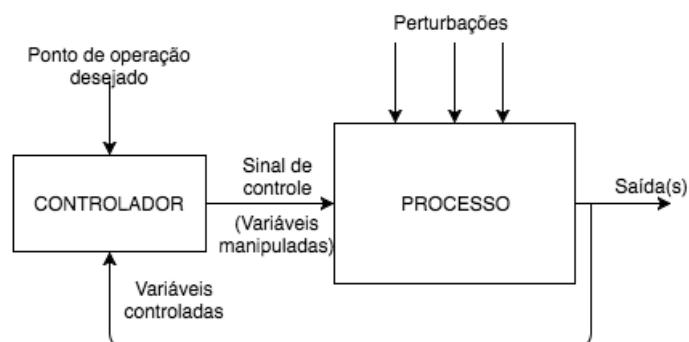 Perturbações
Ponto de operação
desejado
CONTROLADOR
Sinal de
controle
(Variáveis
manipuladas)
PROCESSO
Saída(s)
Variáveis
controladas